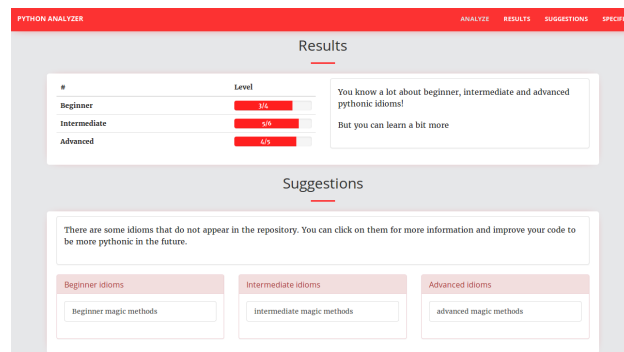 PYTHON ANALYZER ANALYZE RESULTS SUGGESTIONS
Results
# Level
Beginner 3/4
Intermediate 5/6
Advanced 4/5
You know a lot about beginner, intermediate and advanced
pythonic idioms!
But you can learn a bit more
Suggestions
There are some idioms that do not appear in the repository. You can click on them for more information and improve your code to
be more pythonic in the future.
Beginner idioms
Beginner magic methods
Intermediate idioms
intermediate magic methods
Advanced idioms
advanced magic methods